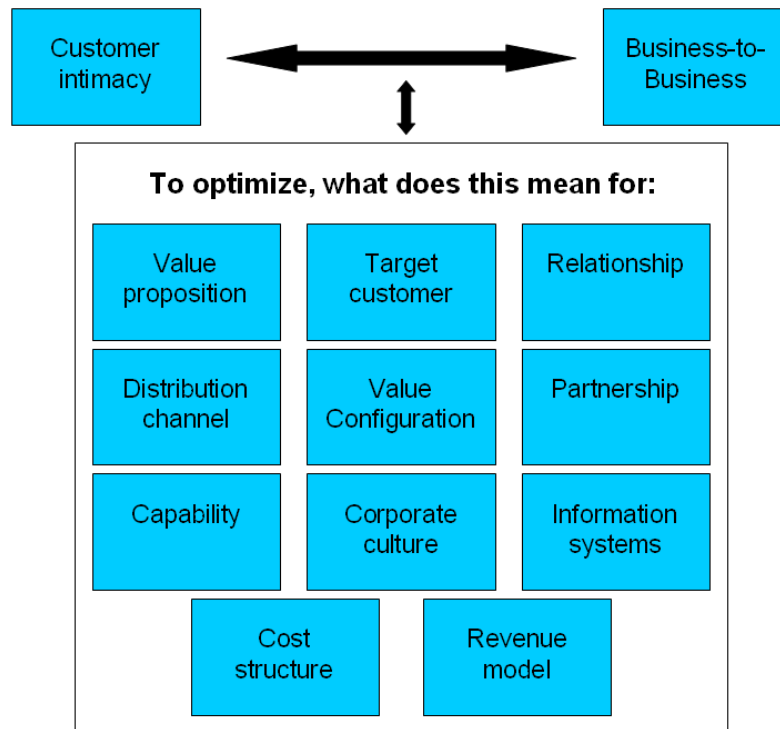 Customer
intimacy
Business-to-
Business
To optimize, what does this mean for:
Value
proposition
Target
customer
Relationship
Distribution
channel
Value
Configuration
Partnership
Capability
Corporate
culture
Information
systems
Cost
structure
Revenue
model